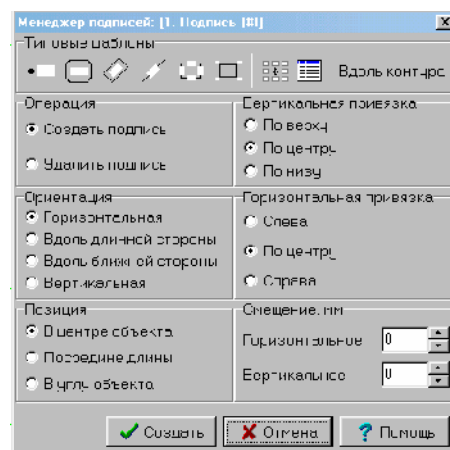 Менеджер подписей: [1. Подпись [#]]
Типовые шаблоны
Вдоль контура
Операция
Создать подпись
Удалить подпись
Вертикальная привязка
По верху
По центру
По низу
Ориентация
Горизонтальная
Вдоль длинной стороны
Вдоль ближней стороны
Вертикальная
Горизонтальная привязка
Слева
По центру
Справа
Позиция
В центре объекта
Посредине длины
В углу объекта
Смещение, мм
Горизонтальное 0
Вертикальное 0
Создать Отмена Помощь